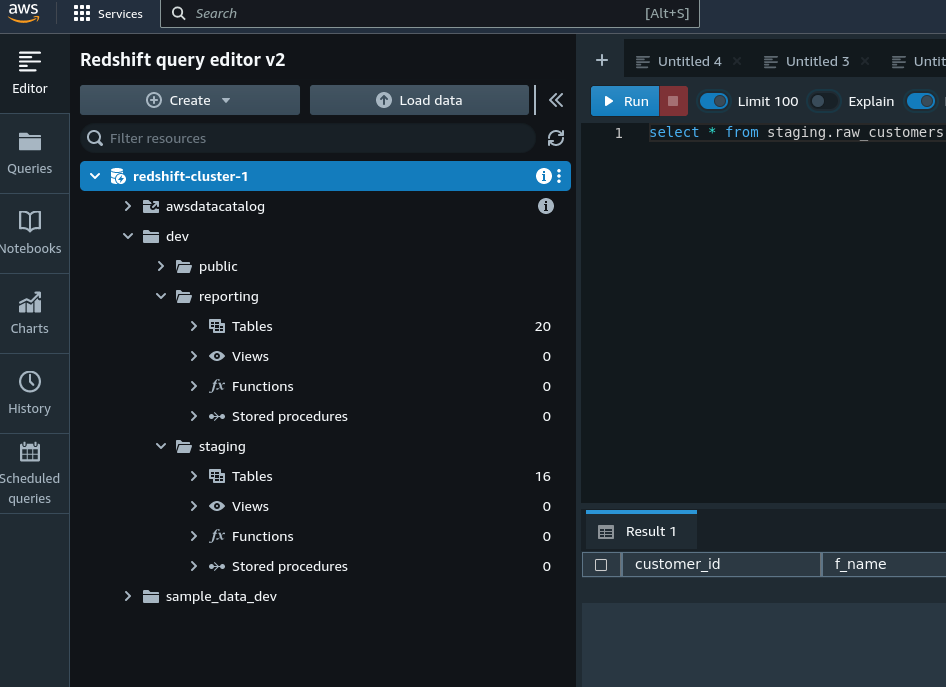 aws
Services
Search
[Alt+S]
Editor
Queries
Notebooks
Charts
History
Scheduled
queries
Redshift query editor v2
Create
Load data
Filter resources
redshift-cluster-1
awsdatacatalog
dev
public
reporting
Tables 20
Views 0
Functions 0
Stored procedures 0
staging
Tables 16
Views 0
Functions 0
Stored procedures 0
sample_data_dev
Untitled 4
Untitled 3
Run
Limit 100
Explain
1 select * from staging.raw_customers
Result 1
customer_id
f_name